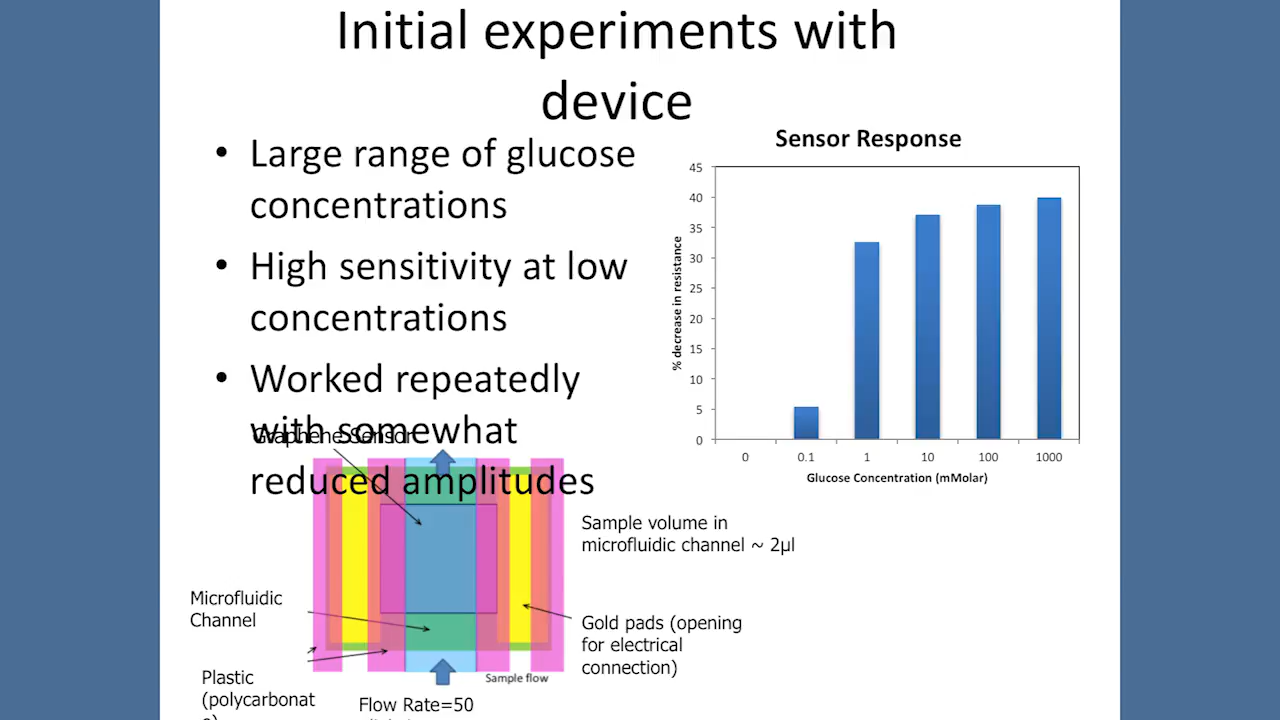 Initial experiments with
device
• Large range of glucose
concentrations
• High sensitivity at low
concentrations
• Worked repeatedly
with somewhat
reduced amplitudes
Sensor Response
45
40
35
30
25
20
15
10
5
0
% decrease in resistance
0 0.1 1 10 100 1000
Glucose Concentration (mMolar)
Graphene Sensor
Sample volume in
microfluidic channel ~ 2µl
Microfluidic
Channel
Gold pads (opening
for electrical
connection)
Plastic
(polycarbonat
Sample flow
Flow Rate=50